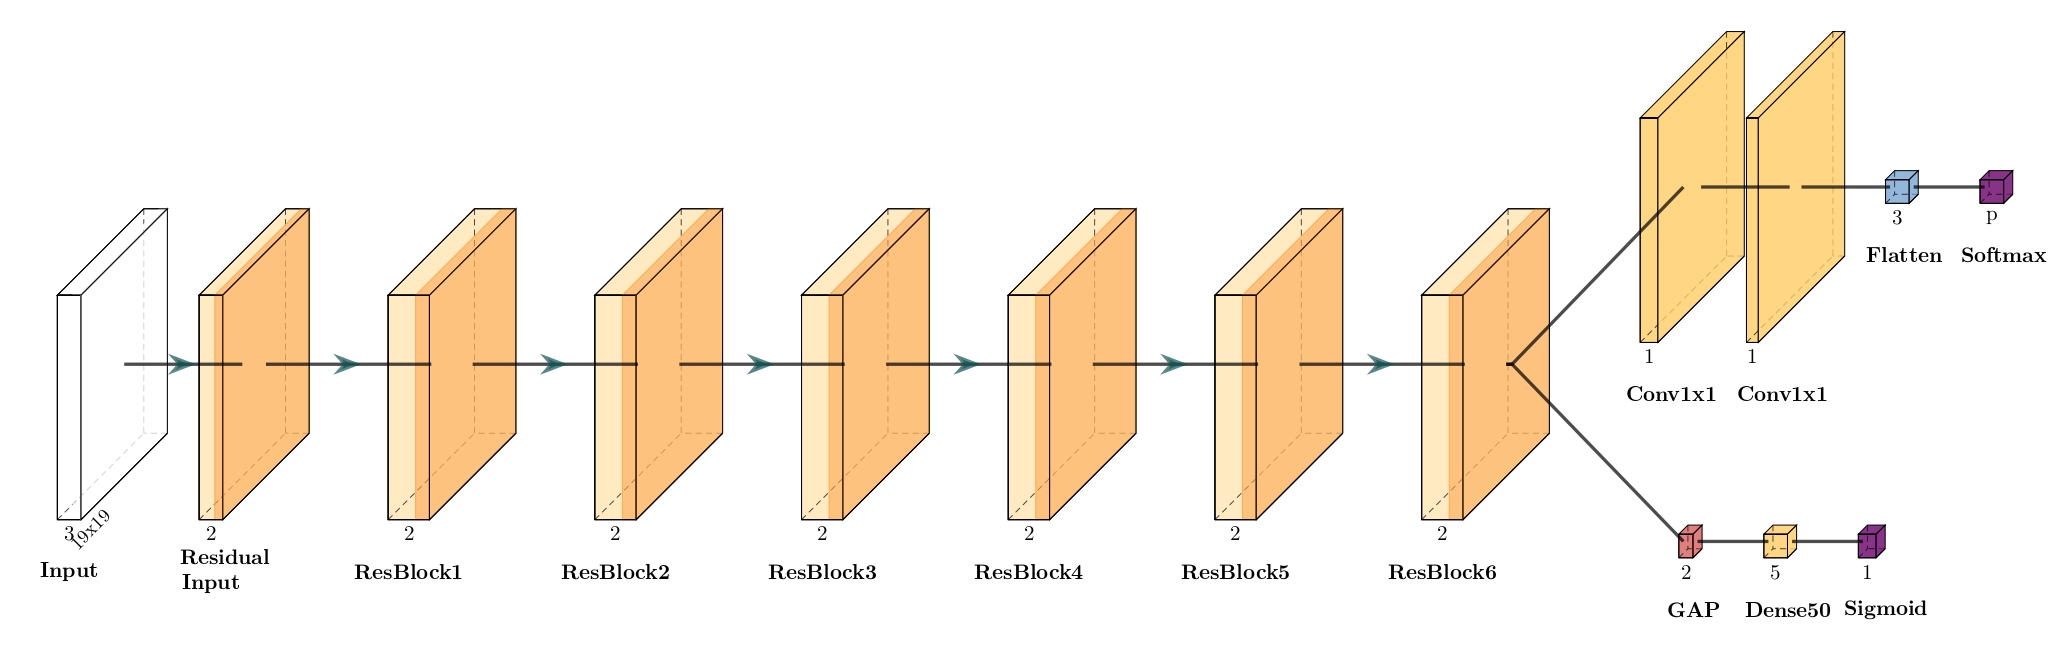 3
19x19
Input
2
Residual
Input
2
ResBlock1
2
ResBlock2
2
ResBlock3
2
ResBlock4
2
ResBlock5
2
ResBlock6
1
Conv1x1
1
Conv1x1
3
Flatten
p
Softmax
2
GAP
5
Dense50
1
Sigmoid